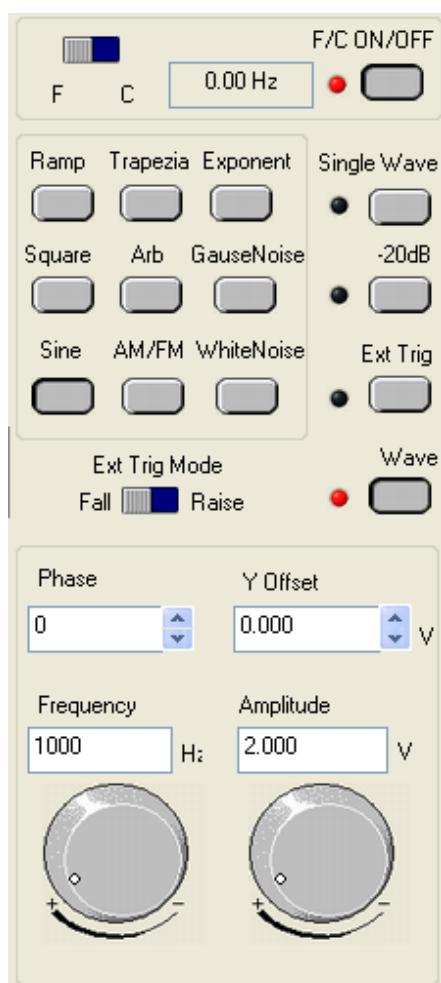 F/C ON/OFF
F C 0.00 Hz
Ramp Trapezia Exponent Single Wave
Square Arb GauseNoise -20dB
Sine AM/FM WhiteNoise Ext Trig
Ext Trig Mode Wave
Fall Raise
Phase Y Offset
0 0.000 V
Frequency Amplitude
1000 Hz 2.000 V
+ - + -